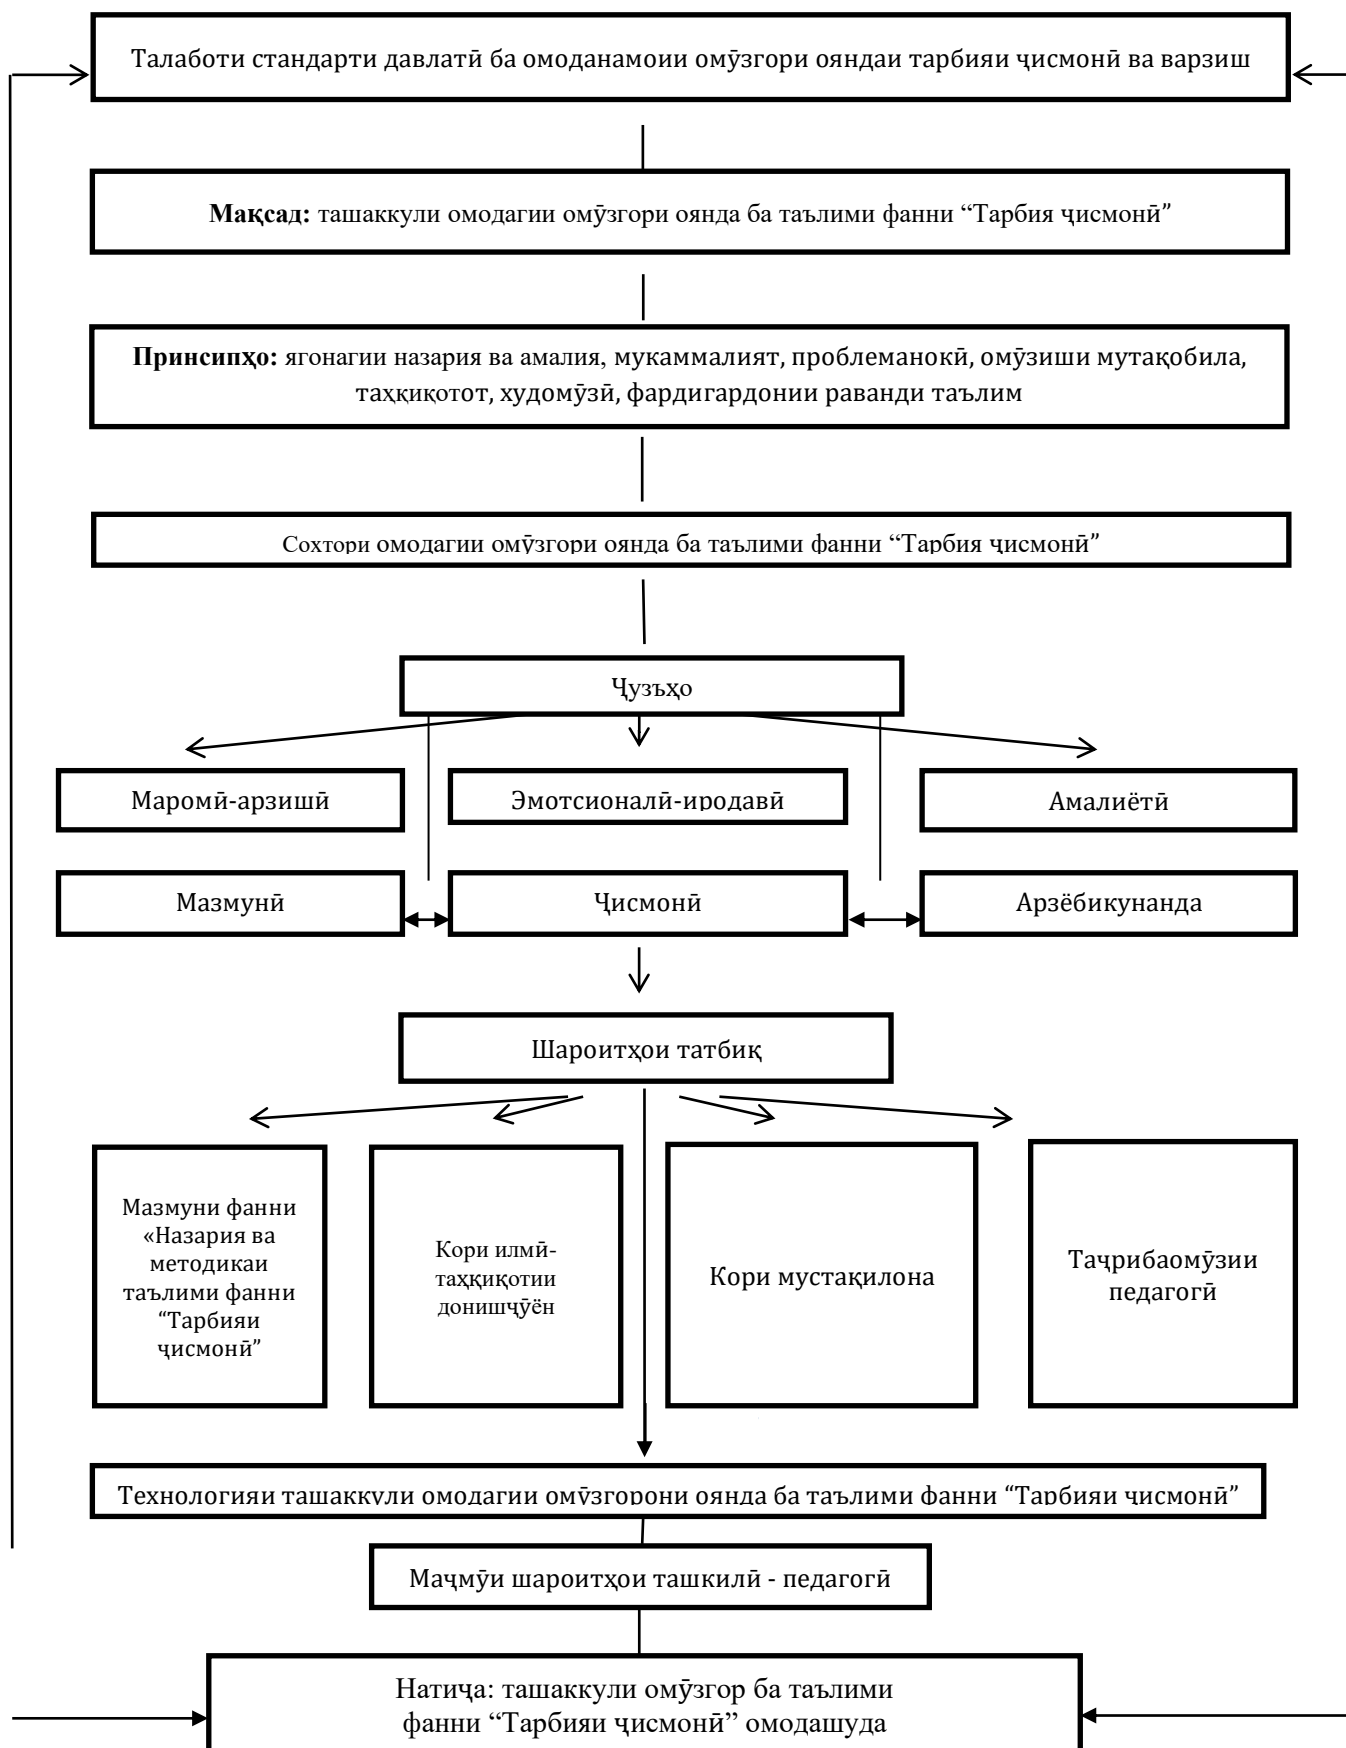 Талаботи стандарти давлатӣ ба омоданамоии омӯзгори ояндаи тарбияи ҷисмонӣ ва варзиш
Мақсад: ташаккули омодагии омӯзгори оянда ба таълими фанни “Тарбия ҷисмонӣ”
Принсипҳо: ягонагии назария ва амалия, мукаммалият, проблеманокӣ, омӯзиши мутақобила,
таҳқиқотот, худомӯзӣ, фардигардонии раванди таълим
Сохтори омодагии омӯзгори оянда ба таълими фанни “Тарбия ҷисмонӣ”
Ҷузъҳо
Маромӣ-арзишӣ
Эмотсионалӣ-иродавӣ
Амалиётӣ
Мазмунӣ
Ҷисмонӣ
Арзёбикунанда
Шароитҳои татбиқ
Мазмуни фанни
«Назария ва
методикаи
таълими фанни
“Тарбияи
ҷисмонӣ”
Кори илмӣ-
таҳқиқотии
донишҷӯён
Кори мустақилона
Таҷрибаомӯзии
педагогӣ
Технологияи ташаккули омодагии омӯзгорони оянда ба таълими фанни “Тарбияи ҷисмонӣ”
Маҷмӯи шароитҳои ташкилӣ - педагогӣ
Натиҷа: ташаккули омӯзгор ба таълими
фанни “Тарбияи ҷисмонӣ” омодашуда